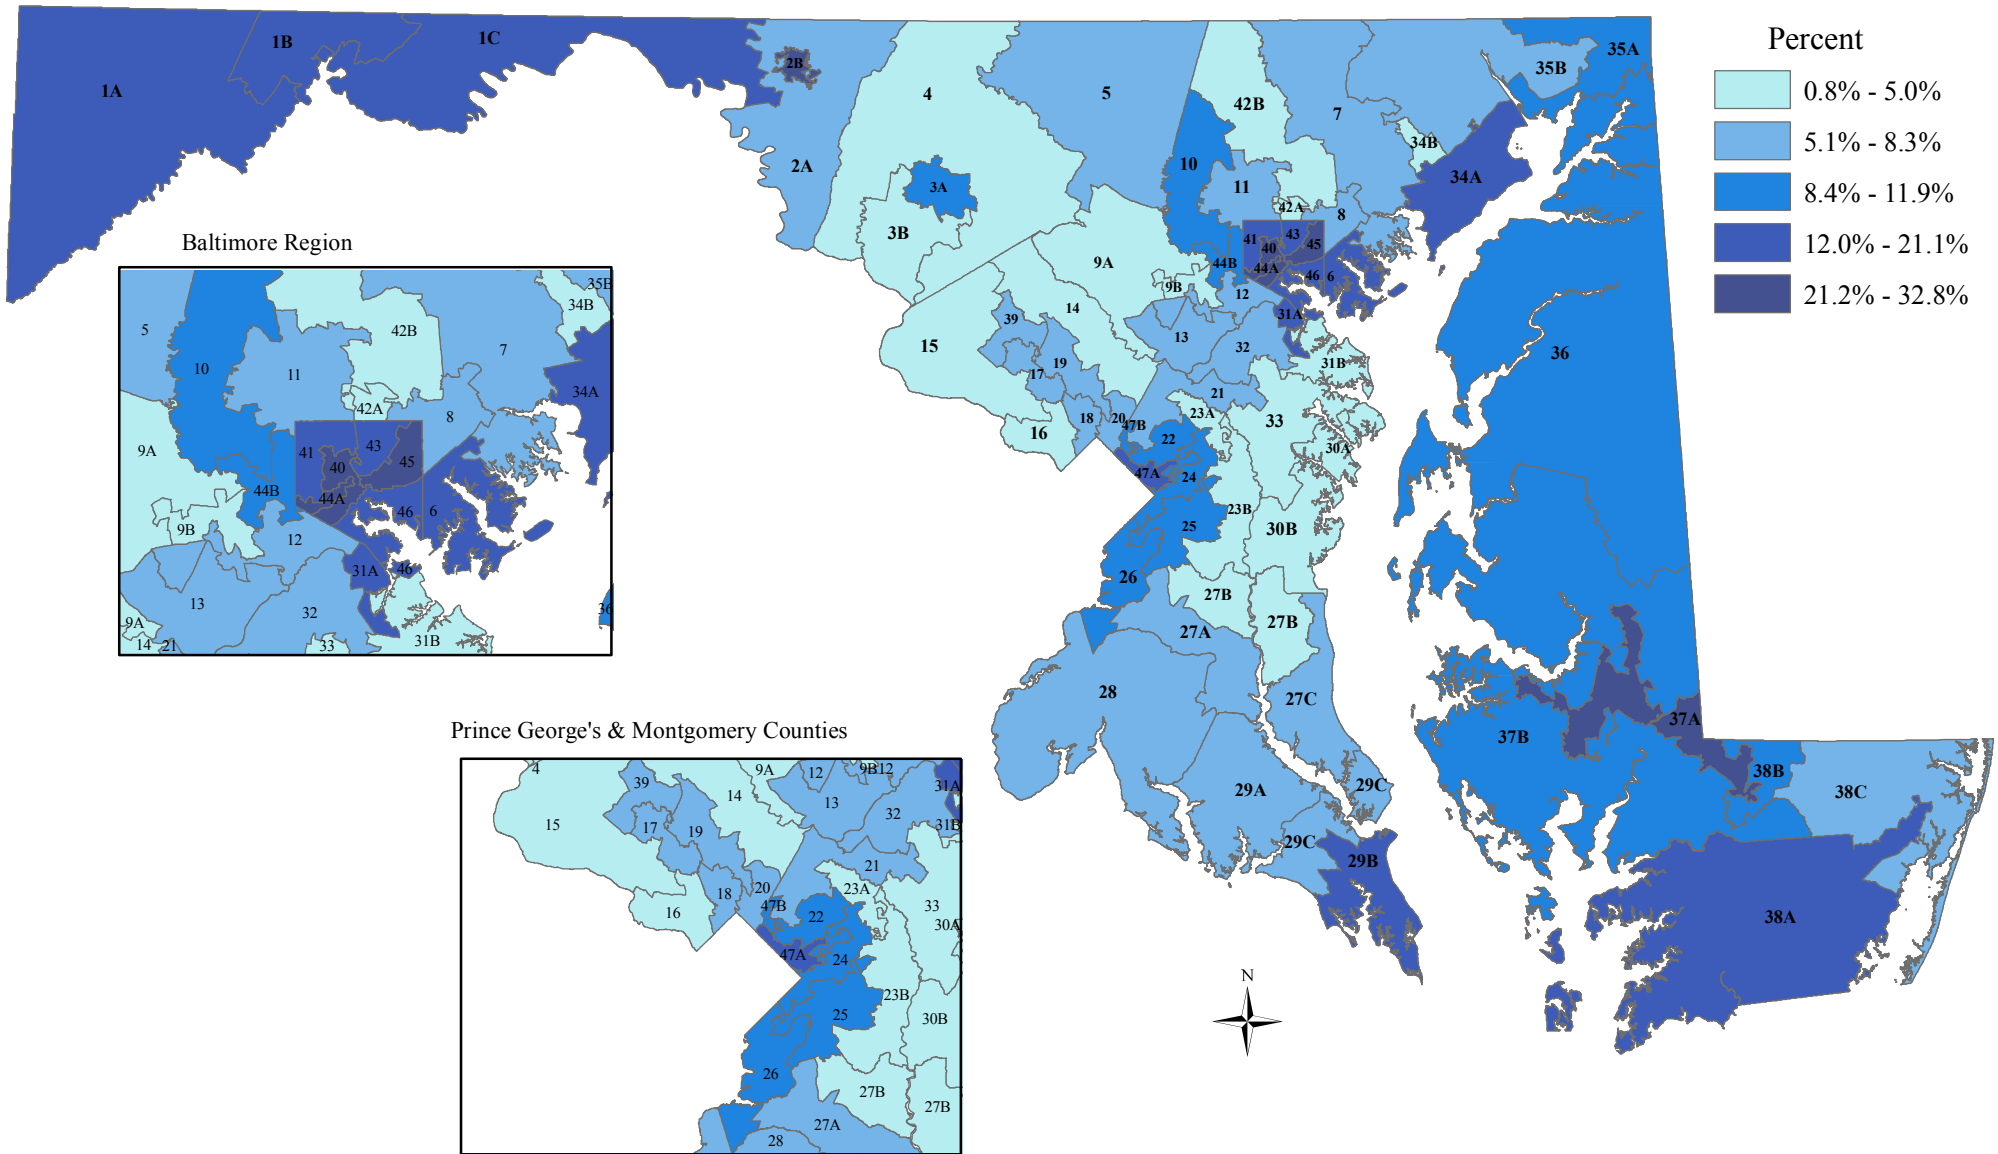 Percent
0.8% - 5.0%
5.1% - 8.3%
8.4% - 11.9%
12.0% - 21.1%
21.2% - 32.8%
1A
1B
1C
2B
2A
4
5
3A
3B
42B
7
10
11
35B
35A
34B
34A
42A
8
41
43
40
45
44A
44B
46
6
9A
9B
12
14
39
15
19
17
13
32
31A
31B
21
18
20
47B
23A
33
16
22
30A
47A
24
36
23B
25
30B
26
27B
27B
27A
28
27C
29A
29C
29C
29B
37A
37B
38B
38C
38A
N
Baltimore Region
35B
34B
5
42B
7
10
11
34A
42A
8
9A
41
43
40
45
44B
44A
46
6
9B
12
31A
46
13
32
36
9A
14
21
33
31B
Prince George's & Montgomery Counties
4
9A
12
9B
12
39
14
13
31A
15
17
19
32
31B
21
18
20
23A
16
47B
22
33
30A
47A
24
23B
25
30B
26
27B
27B
27A
28